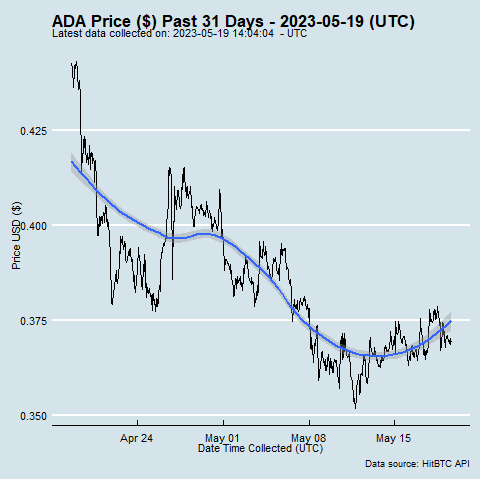 ADA Price ($) Past 31 Days - 2023-05-19 (UTC)
Latest data collected on: 2023-05-19 14:04:04 - UTC
0.425
0.400
0.375
0.350
Price USD ($)
Apr 24 May 01 May 08 May 15
Date Time Collected (UTC)
Data source: HitBTC API